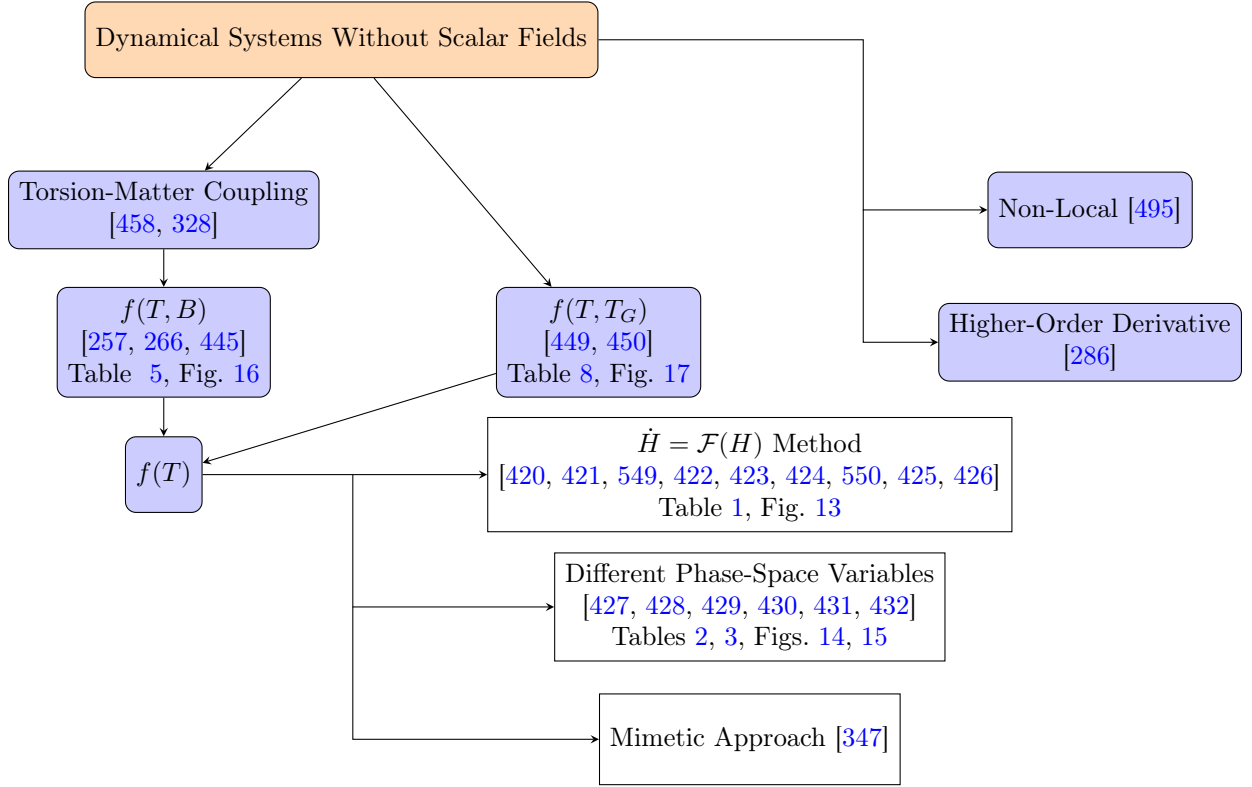 Dynamical Systems Without Scalar Fields
Torsion-Matter Coupling
[458, 328]
Non-Local [495]
f(T, B)
[257, 266, 445]
Table 5, Fig. 16
f(T, T_G)
[449, 450]
Table 8, Fig. 17
Higher-Order Derivative
[286]
f(T)
Ḣ = ℱ(H) Method
[420, 421, 549, 422, 423, 424, 550, 425, 426]
Table 1, Fig. 13
Different Phase-Space Variables
[427, 428, 429, 430, 431, 432]
Tables 2, 3, Figs. 14, 15
Mimetic Approach [347]